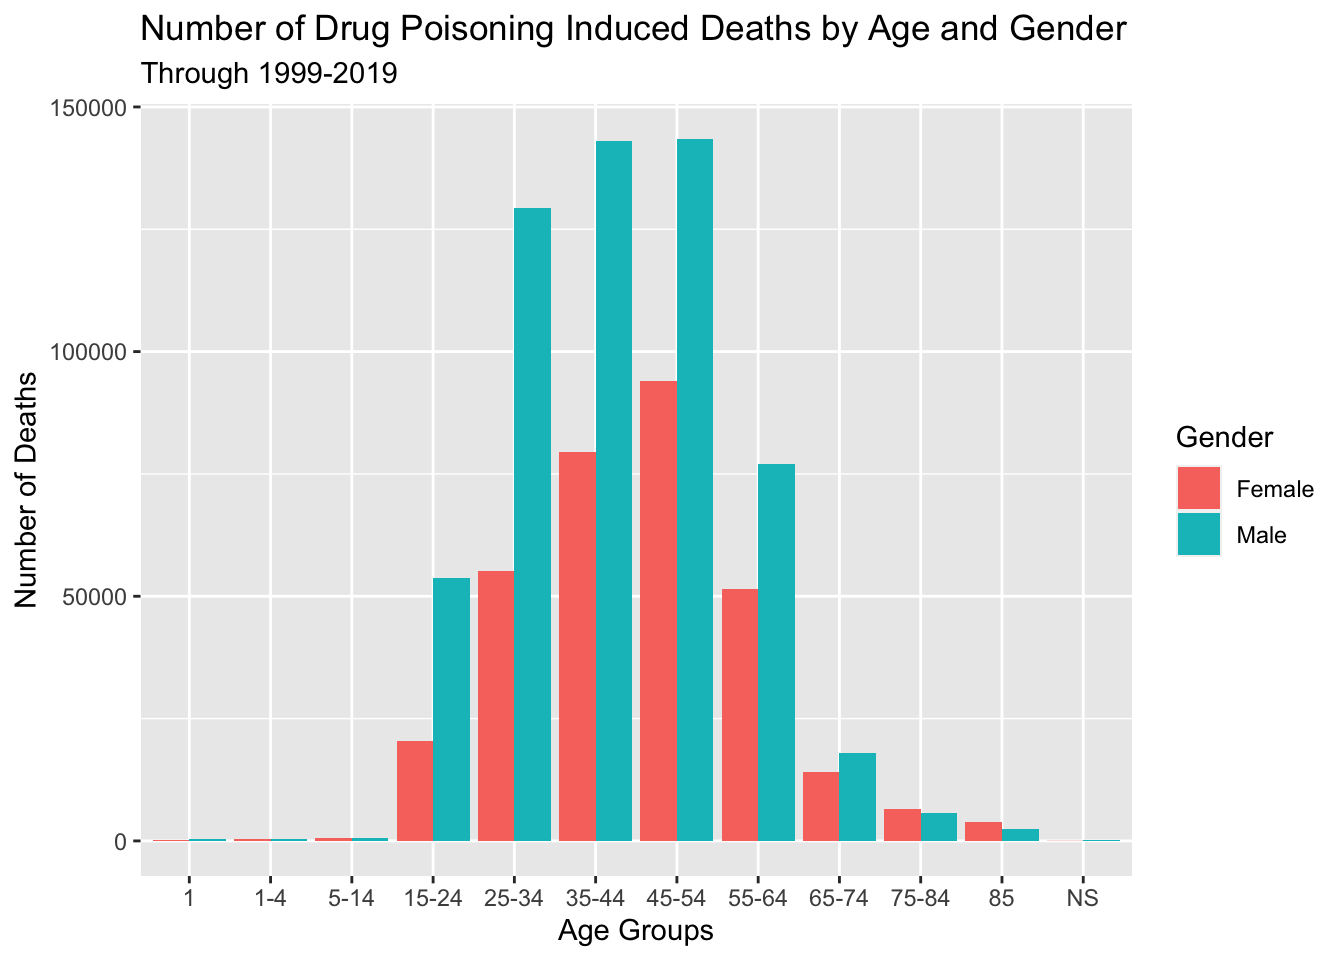 Number of Drug Poisoning Induced Deaths by Age and Gender
Through 1999-2019
150000
100000
50000
0
Number of Deaths
1 1-4 5-14 15-24 25-34 35-44 45-54 55-64 65-74 75-84 85 NS
Age Groups
Gender
Female
Male